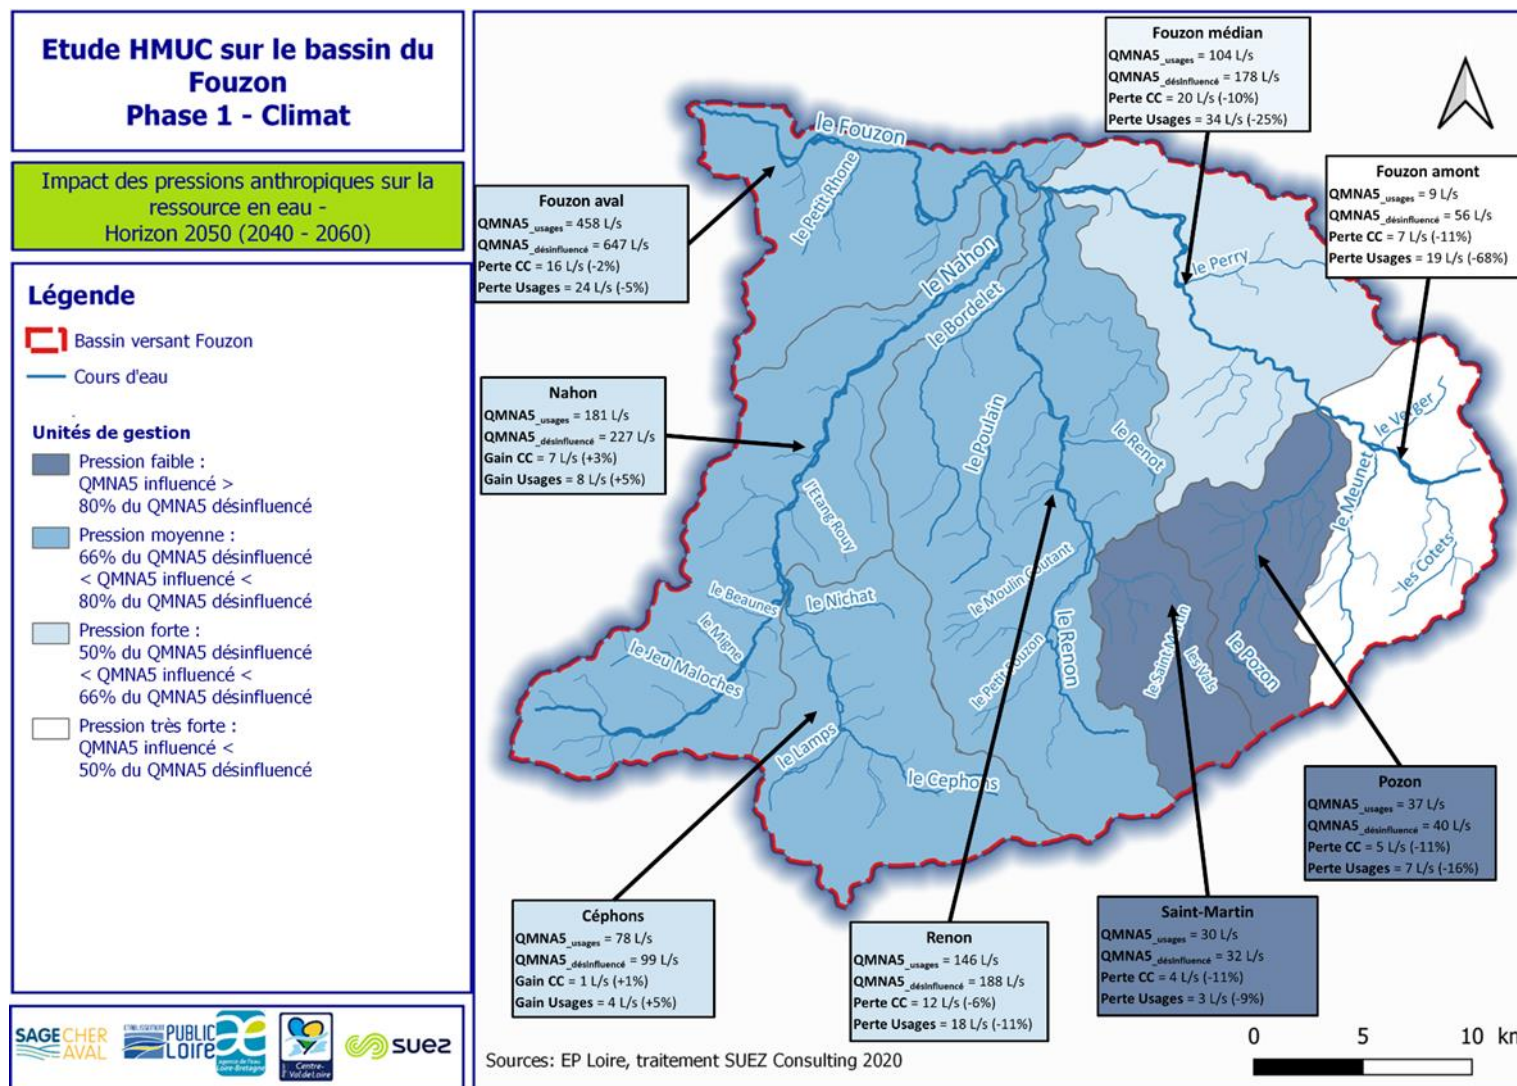 Etude HMUC sur le bassin du
Fouzon
Phase 1 - Climat
Impact des pressions anthropiques sur la
ressource en eau -
Horizon 2050 (2040 - 2060)
Légende
Bassin versant Fouzon
Cours d'eau
Unités de gestion
Pression faible :
QMNA5 influencé >
80% du QMNA5 désinfluencé
Pression moyenne :
66% du QMNA5 désinfluencé
< QMNA5 influencé <
80% du QMNA5 désinfluencé
Pression forte :
50% du QMNA5 désinfluencé
< QMNA5 influencé <
66% du QMNA5 désinfluencé
Pression très forte :
QMNA5 influencé <
50% du QMNA5 désinfluencé
SAGE CHER
AVAL
ETABLISSEMENT
PUBLIC
Loire
agence de l'eau
Loire-Bretagne
Centre-
Val de Loire
suez
Fouzon médian
QMNA5_usages = 104 L/s
QMNA5_désinfluencé = 178 L/s
Perte CC = 20 L/s (-10%)
Perte Usages = 34 L/s (-25%)
Fouzon amont
QMNA5_usages = 9 L/s
QMNA5_désinfluencé = 56 L/s
Perte CC = 7 L/s (-11%)
Perte Usages = 19 L/s (-68%)
Fouzon aval
QMNA5_usages = 458 L/s
QMNA5_désinfluencé = 647 L/s
Perte CC = 16 L/s (-2%)
Perte Usages = 24 L/s (-5%)
Nahon
QMNA5_usages = 181 L/s
QMNA5_désinfluencé = 227 L/s
Gain CC = 7 L/s (+3%)
Gain Usages = 8 L/s (+5%)
le Fouzon
le Petit Rhone
le Nahon
le Bordelet
le Perry
le Poulain
le Renot
le Verger
le Meunet
les Cotets
l'Etang Rouy
le Moulin Coutant
le Beaunes
le Nichat
le Migne
le Jeu Maloches
le Petit Fouzon
le Renon
le Saint-Martin
les Vals
le Pozon
le Lamps
le Cephons
Pozon
QMNA5_usages = 37 L/s
QMNA5_désinfluencé = 40 L/s
Perte CC = 5 L/s (-11%)
Perte Usages = 7 L/s (-16%)
Céphons
QMNA5_usages = 78 L/s
QMNA5_désinfluencé = 99 L/s
Gain CC = 1 L/s (+1%)
Gain Usages = 4 L/s (+5%)
Renon
QMNA5_usages = 146 L/s
QMNA5_désinfluencé = 188 L/s
Perte CC = 12 L/s (-6%)
Perte Usages = 18 L/s (-11%)
Saint-Martin
QMNA5_usages = 30 L/s
QMNA5_désinfluencé = 32 L/s
Perte CC = 4 L/s (-11%)
Perte Usages = 3 L/s (-9%)
0 5 10 km
Sources: EP Loire, traitement SUEZ Consulting 2020